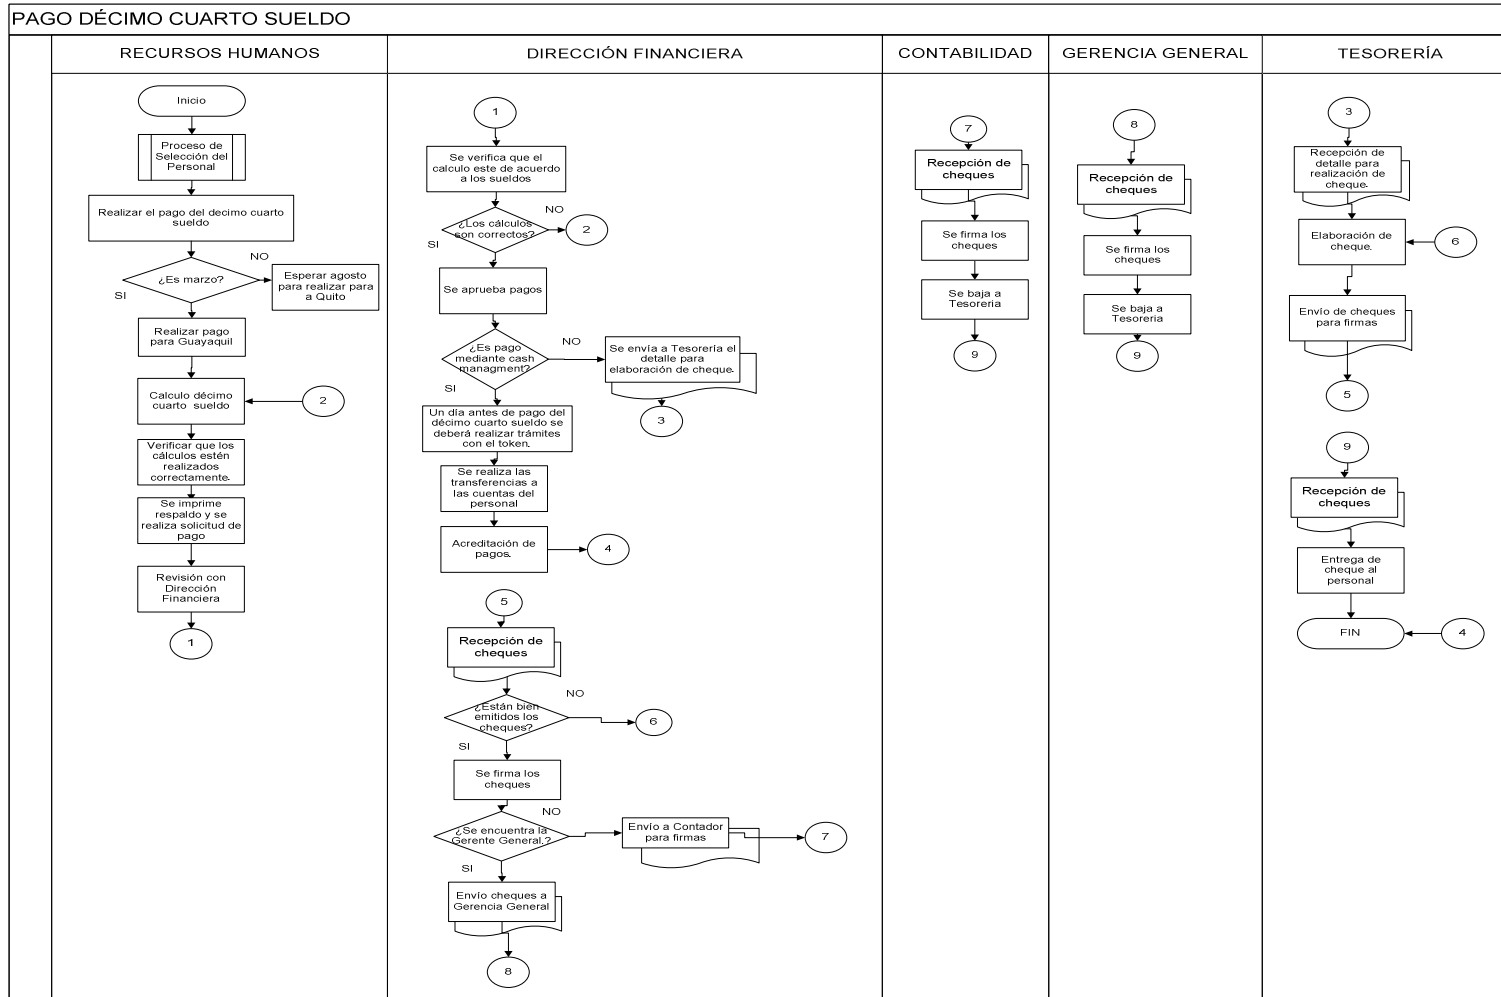 PAGO DÉCIMO CUARTO SUELDO
RECURSOS HUMANOS
DIRECCIÓN FINANCIERA
CONTABILIDAD
GERENCIA GENERAL
TESORERÍA
Inicio
Proceso de
Selección del
Personal
Realizar el pago del decimo cuarto
sueldo
¿Es marzo?
NO
SI
Esperar agosto
para realizar para
a Quito
Realizar pago
para Guayaquil
Calculo décimo
cuarto sueldo
2
Verificar que los
cálculos estén
realizados
correctamente.
Se imprime
respaldo y se
realiza solicitud de
pago
Revisión con
Dirección
Financiera
1
1
Se verifica que el
calculo este de acuerdo
a los sueldos
¿Los cálculos
son correctos?
NO
2
SI
Se aprueba pagos
¿Es pago
mediante cash
managment?
NO
SI
Se envía a Tesorería el
detalle para
elaboración de cheque.
3
Un día antes de pago del
décimo cuarto sueldo se
deberá realizar trámites
con el token.
Se realiza las
transferencias a
las cuentas del
personal
Acreditación de
pagos.
4
5
Recepción de
cheques
¿Están bien
emitidos los
cheques?
NO
6
SI
Se firma los
cheques
¿Se encuentra la
Gerente General.?
NO
Envío a Contador
para firmas
7
SI
Envío cheques a
Gerencia General
8
7
Recepción de
cheques
Se firma los
cheques
Se baja a
Tesoreria
9
8
Recepción de
cheques
Se firma los
cheques
Se baja a
Tesoreria
9
3
Recepción de
detalle para
realización de
cheque.
Elaboración de
cheque.
6
Envío de cheques
para firmas
5
9
Recepción de
cheques
Entrega de
cheque al
personal
FIN
4